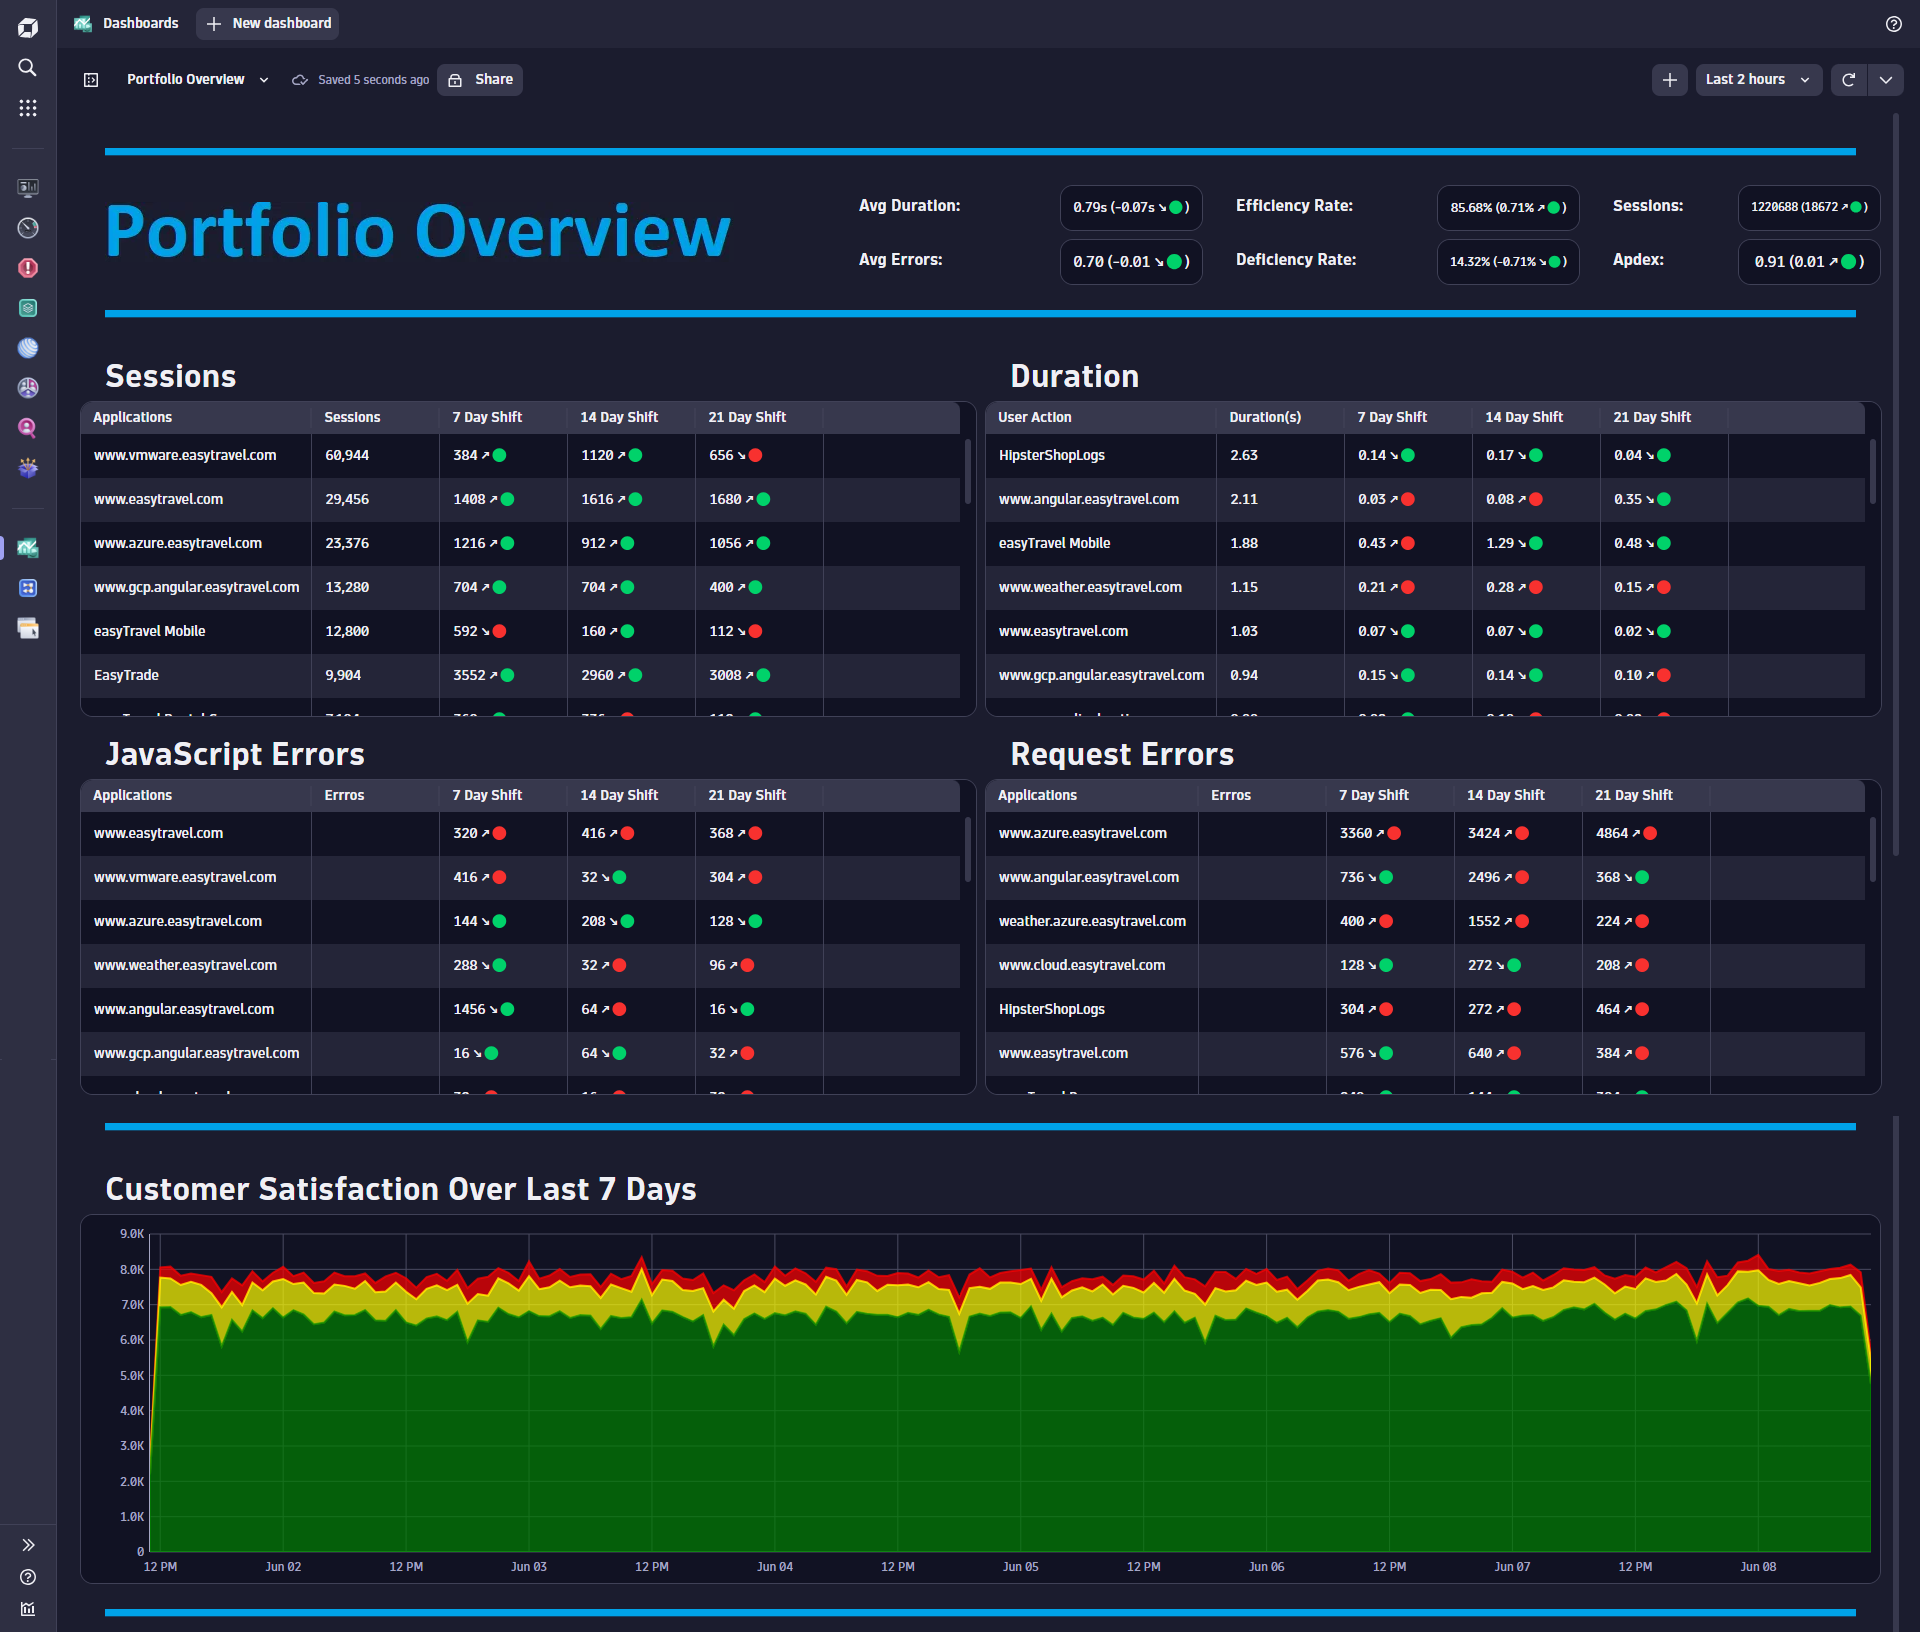 Dashboards New dashboard
Portfolio Overview Saved 5 seconds ago Share Last 2 hours
Portfolio Overview
Avg Duration: 0.79s (-0.07s ↘ ) Efficiency Rate: 85.68% (0.71% ↗ ) Sessions: 1220688 (18672 ↗ )
Avg Errors: 0.70 (-0.01 ↘ ) Deficiency Rate: 14.32% (-0.71% ↘ ) Apdex: 0.91 (0.01 ↗ )
Sessions
Applications Sessions 7 Day Shift 14 Day Shift 21 Day Shift
www.vmware.easytravel.com 60,944 384 ↗ 1120 ↗ 656 ↘
www.easytravel.com 29,456 1408 ↗ 1616 ↗ 1680 ↗
www.azure.easytravel.com 23,376 1216 ↗ 912 ↗ 1056 ↗
www.gcp.angular.easytravel.com 13,280 704 ↗ 704 ↗ 400 ↗
easyTravel Mobile 12,800 592 ↘ 160 ↗ 112 ↘
EasyTrade 9,904 3552 ↗ 2960 ↗ 3008 ↗
Duration
User Action Duration(s) 7 Day Shift 14 Day Shift 21 Day Shift
HipsterShopLogs 2.63 0.14 ↘ 0.17 ↘ 0.04 ↘
www.angular.easytravel.com 2.11 0.03 ↗ 0.08 ↗ 0.35 ↘
easyTravel Mobile 1.88 0.43 ↗ 1.29 ↘ 0.48 ↘
www.weather.easytravel.com 1.15 0.21 ↗ 0.28 ↗ 0.15 ↗
www.easytravel.com 1.03 0.07 ↘ 0.07 ↘ 0.02 ↘
www.gcp.angular.easytravel.com 0.94 0.15 ↘ 0.14 ↘ 0.10 ↗
JavaScript Errors
Applications Errros 7 Day Shift 14 Day Shift 21 Day Shift
www.easytravel.com 320 ↗ 416 ↗ 368 ↗
www.vmware.easytravel.com 416 ↗ 32 ↘ 304 ↗
www.azure.easytravel.com 144 ↘ 208 ↘ 128 ↘
www.weather.easytravel.com 288 ↘ 32 ↗ 96 ↗
www.angular.easytravel.com 1456 ↘ 64 ↗ 16 ↘
www.gcp.angular.easytravel.com 16 ↘ 64 ↘ 32 ↗
Request Errors
Applications Errros 7 Day Shift 14 Day Shift 21 Day Shift
www.azure.easytravel.com 3360 ↗ 3424 ↗ 4864 ↗
www.angular.easytravel.com 736 ↘ 2496 ↗ 368 ↘
weather.azure.easytravel.com 400 ↗ 1552 ↗ 224 ↗
www.cloud.easytravel.com 128 ↘ 272 ↘ 208 ↗
HipsterShopLogs 304 ↗ 272 ↗ 464 ↗
www.easytravel.com 576 ↘ 640 ↗ 384 ↗
Customer Satisfaction Over Last 7 Days
9.0K
8.0K
7.0K
6.0K
5.0K
4.0K
3.0K
2.0K
1.0K
0
12 PM Jun 02 12 PM Jun 03 12 PM Jun 04 12 PM Jun 05 12 PM Jun 06 12 PM Jun 07 12 PM Jun 08